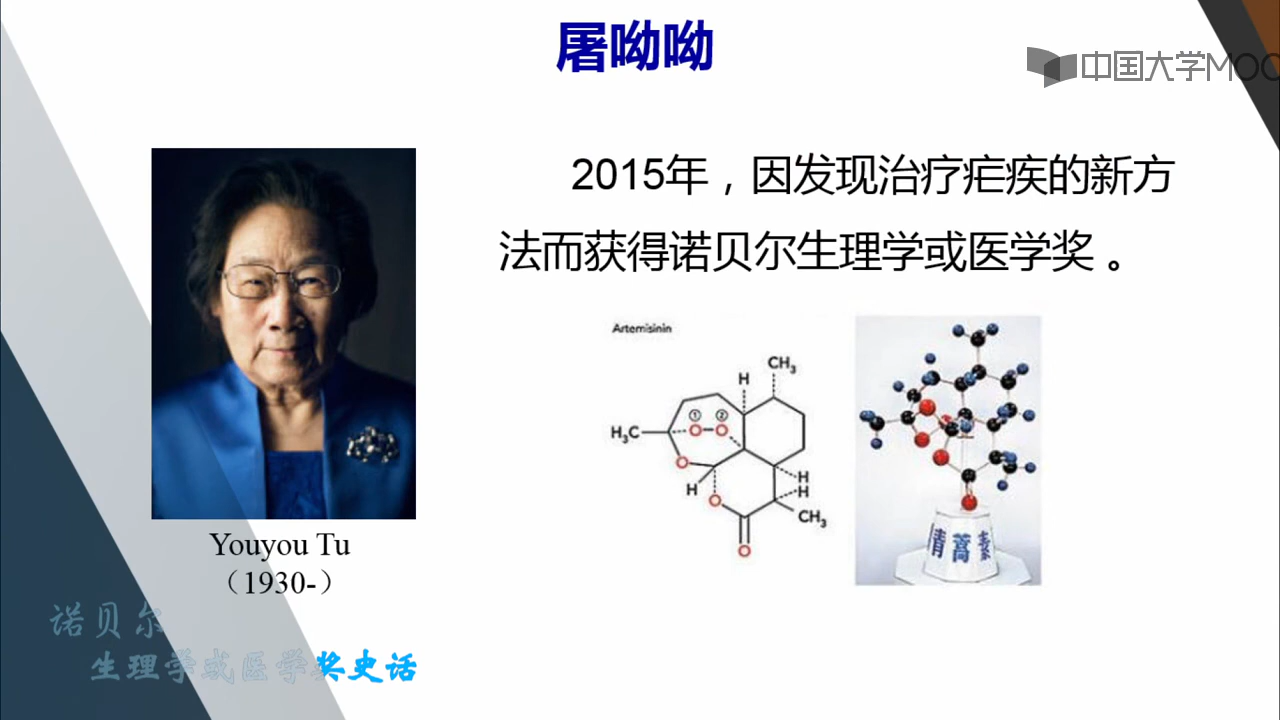 屠呦呦
中国大学MOO
2015年，因发现治疗疟疾的新方
法而获得诺贝尔生理学或医学奖 。
Artemisinin
CH3
H
① ②
H3C
O O
O
H
H
H
O
CH3
O
青蒿素
Youyou Tu
（1930-）
诺贝尔
生理学或医学奖史话